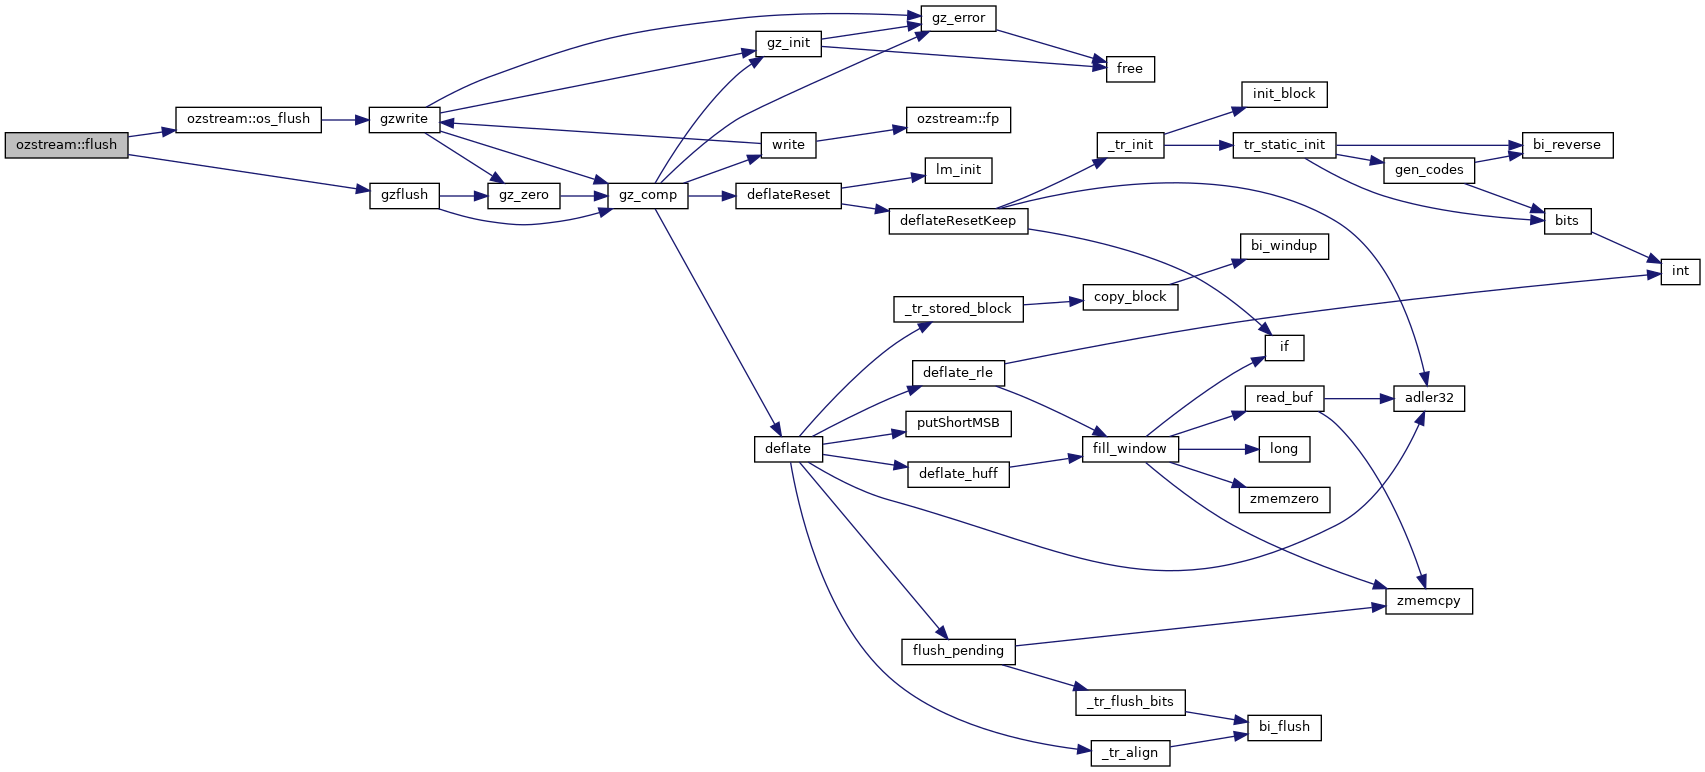 ozstream::flush
ozstream::os_flush
gzflush
gzwrite
gz_zero
gz_comp
gz_init
write
deflateReset
deflate
gz_error
ozstream::fp
lm_init
deflateResetKeep
_tr_stored_block
deflate_rle
putShortMSB
deflate_huff
flush_pending
free
_tr_init
copy_block
fill_window
_tr_flush_bits
_tr_align
init_block
tr_static_init
bi_windup
if
read_buf
long
zmemzero
bi_flush
gen_codes
adler32
zmemcpy
bi_reverse
bits
int